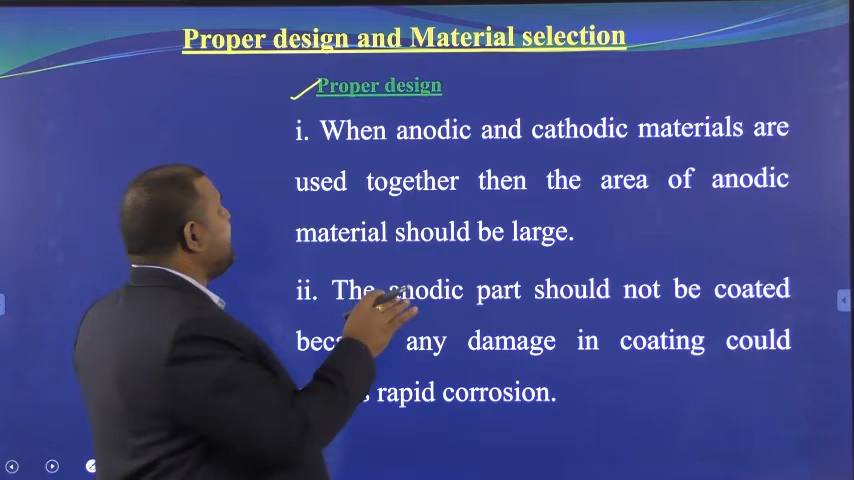 Proper design and Material selection
Proper design
i. When anodic and cathodic materials are
used together then the area of anodic
material should be large.
ii. The anodic part should not be coated
any damage in coating could
rapid corrosion.